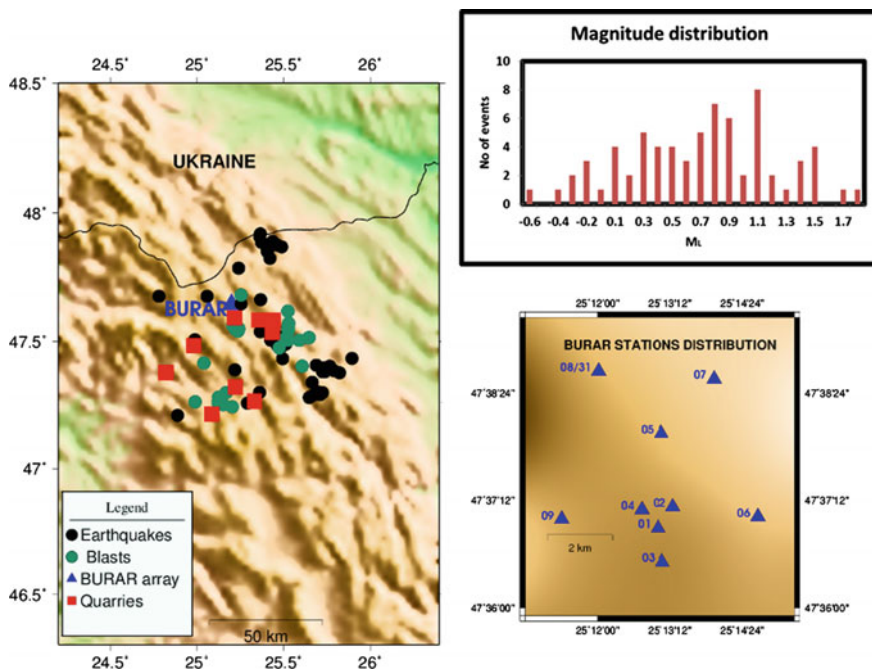 24.5° 25° 25.5° 26°
48.5°
48°
47.5°
47°
46.5°
UKRAINE
BURAR
Legend
Earthquakes
Blasts
BURAR array
Quarries
50 km
24.5° 25° 25.5° 26°
Magnitude distribution
No of events
10
8
6
4
2
0
-0.6 -0.4 -0.2 0.1 0.3 0.5 0.7 0.9 1.1 1.3 1.5 1.7
ML
25°12'00" 25°13'12" 25°14'24"
BURAR STATIONS DISTRIBUTION
08/31
07
47°38'24" 47°38'24"
05
47°37'12" 47°37'12"
04 02
09 01 06
2 km
03
47°36'00" 47°36'00"
25°12'00" 25°13'12" 25°14'24"